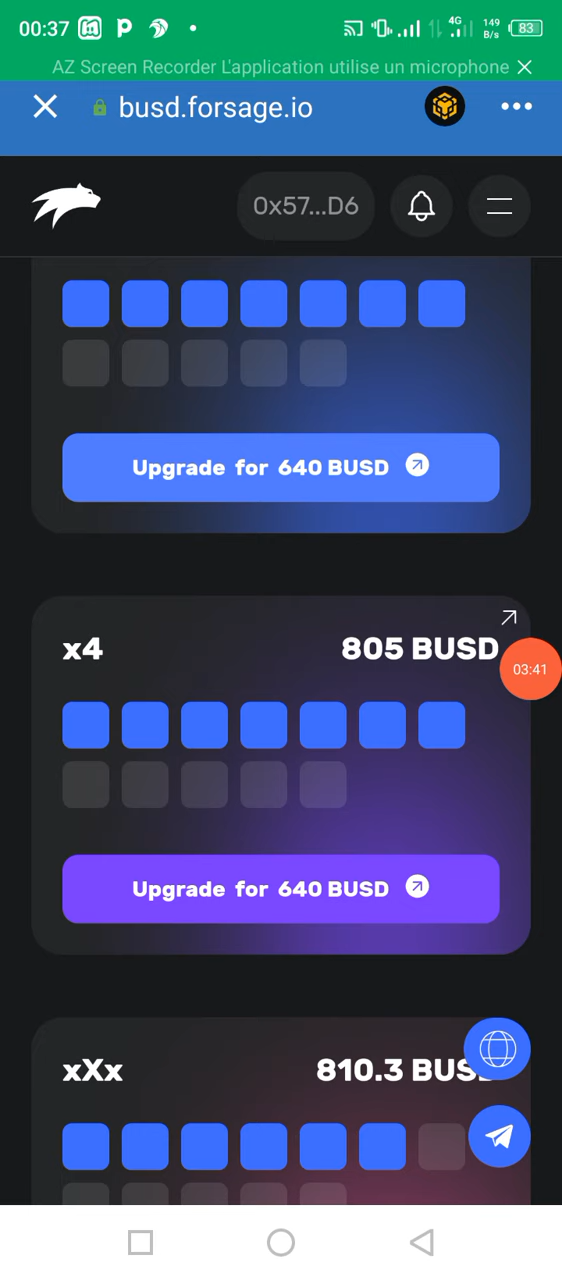 00:37
4G
149 B/s
83
AZ Screen Recorder L'application utilise un microphone
busd.forsage.io
0x57...D6
Upgrade for 640 BUSD
x4 805 BUSD
03:41
Upgrade for 640 BUSD
xXx 810.3 BUS